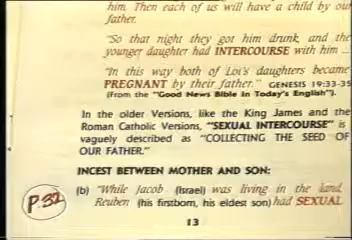 him. Then each of us will have a child by our
father.
"So that night they got him drunk, and the
younger daughter had INTERCOURSE with him ...
"In this way both of Lot's daughters became
PREGNANT by their father." GENESIS 19:33-35
(From the "Good News Bible In Today's English").
In the older Versions, like the King James and the
Roman Catholic Versions, "SEXUAL INTERCOURSE" is
vaguely described as "COLLECTING THE SEED OF
OUR FATHER."
INCEST BETWEEN MOTHER AND SON:
(b) "While Jacob (Israel) was living in the land,
Reuben (his firstborn, his eldest son) had SEXUAL
P.32
13